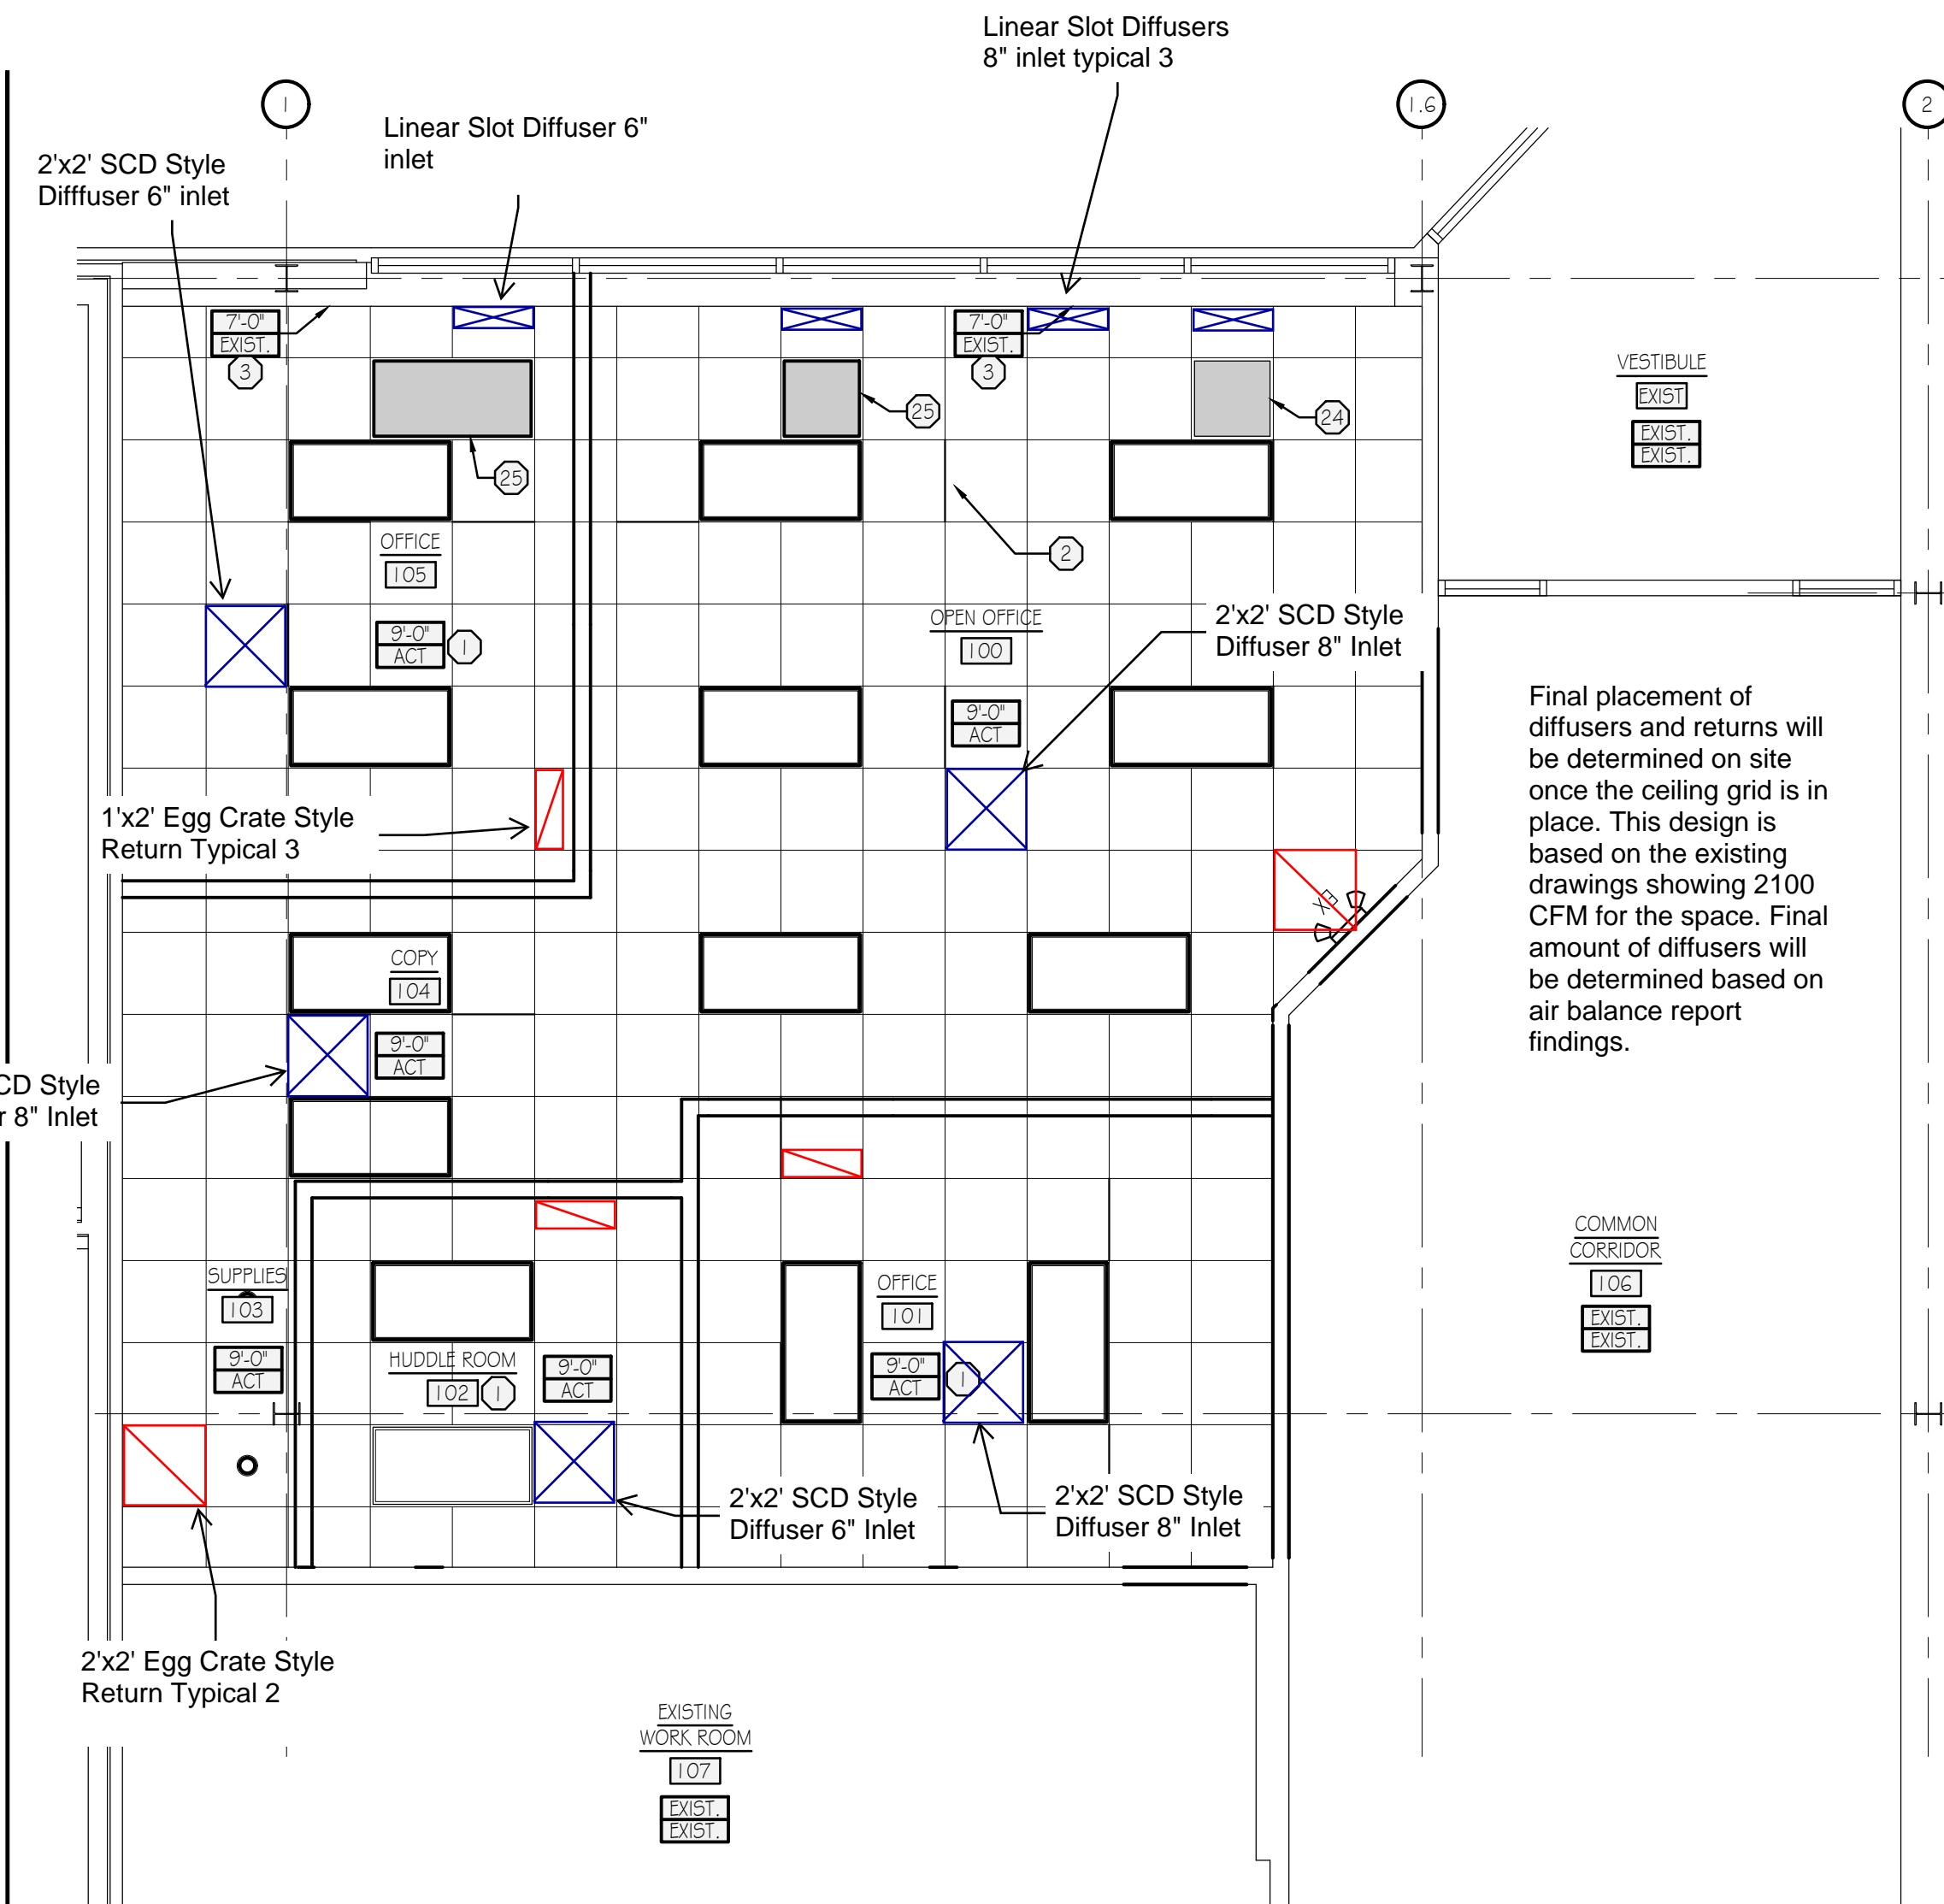 Linear Slot Diffusers
8" inlet typical 3
1
1.6
2
Linear Slot Diffuser 6"
inlet
2'x2' SCD Style
Difffuser 6" inlet
7'-0"
EXIST.
3
7'-0"
EXIST.
3
25
25
24
VESTIBULE
EXIST
EXIST.
EXIST.
2
OFFICE
105
9'-0"
ACT
1
OPEN OFFICE
100
9'-0"
ACT
2'x2' SCD Style
Diffuser 8" Inlet
Final placement of
diffusers and returns will
be determined on site
once the ceiling grid is in
place. This design is
based on the existing
drawings showing 2100
CFM for the space. Final
amount of diffusers will
be determined based on
air balance report
findings.
1'x2' Egg Crate Style
Return Typical 3
COPY
104
9'-0"
ACT
CD Style
r 8" Inlet
SUPPLIES
103
9'-0"
ACT
HUDDLE ROOM
102
1
9'-0"
ACT
OFFICE
101
9'-0"
ACT
1
COMMON
CORRIDOR
106
EXIST.
EXIST.
2'x2' SCD Style
Diffuser 6" Inlet
2'x2' SCD Style
Diffuser 8" Inlet
2'x2' Egg Crate Style
Return Typical 2
EXISTING
WORK ROOM
107
EXIST.
EXIST.